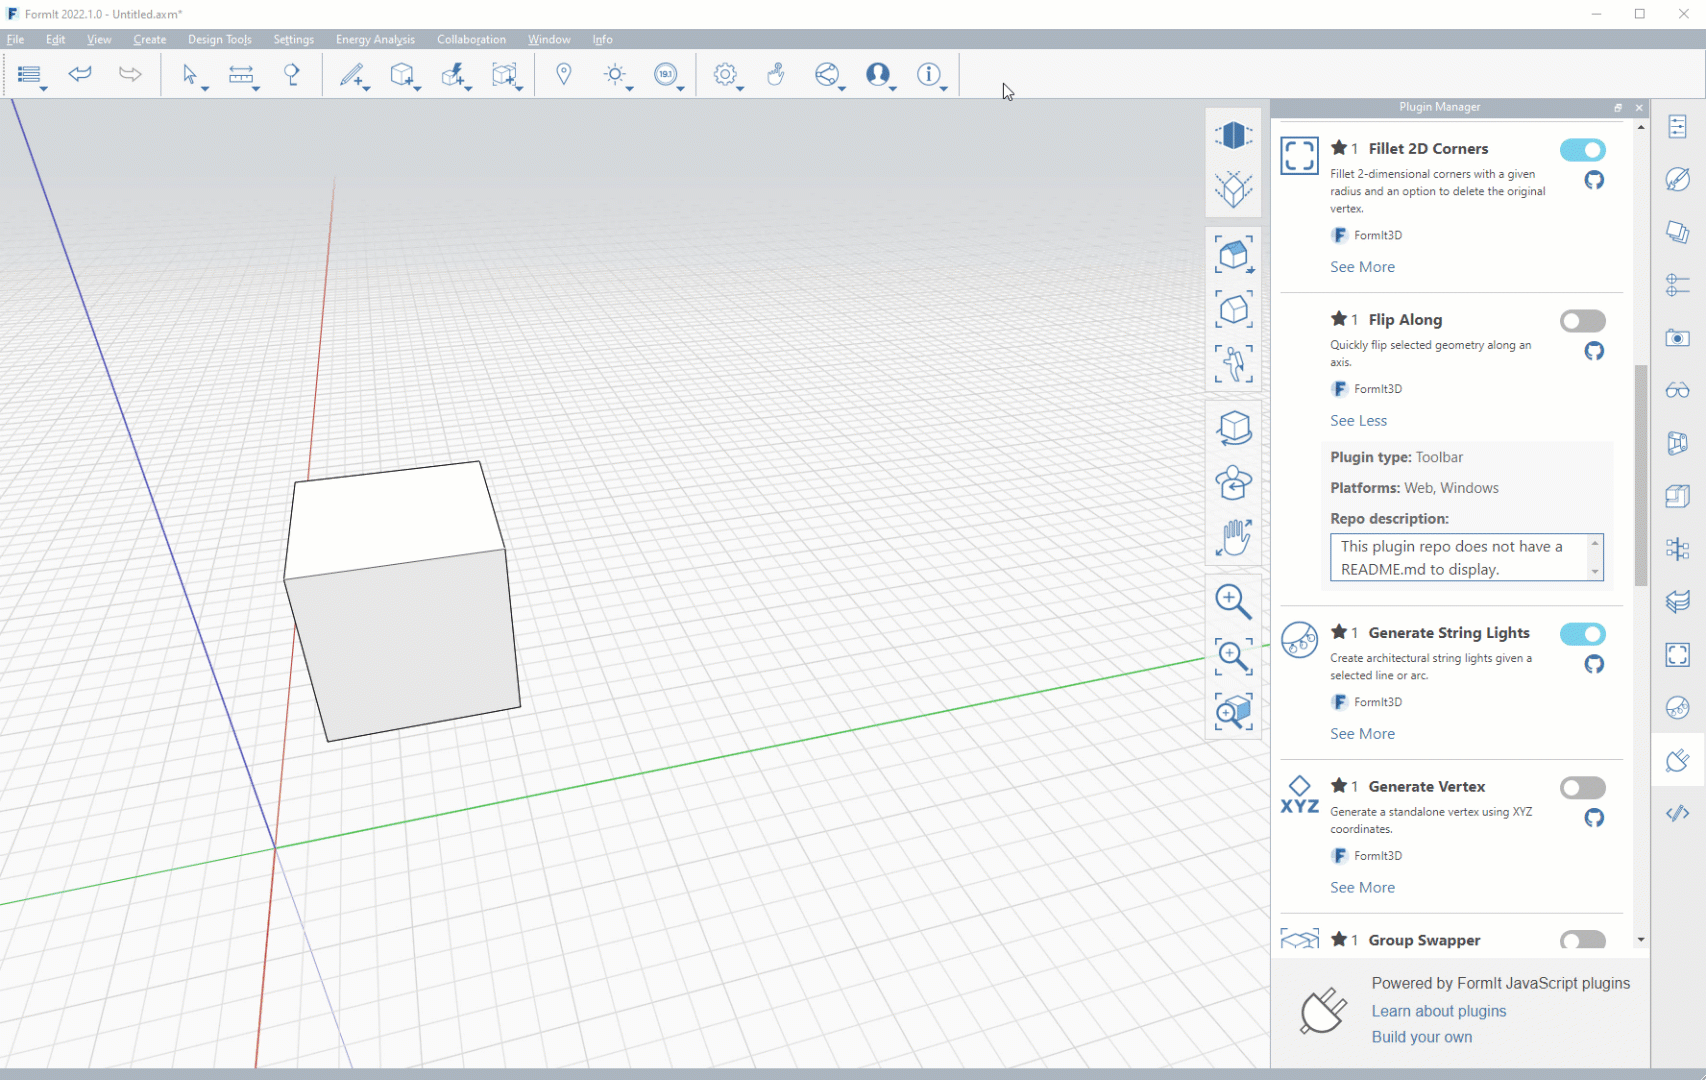 FormIt 2022.1.0 - Untitled.axm*
File Edit View Create Design Tools Settings Energy Analysis Collaboration Window Info
19.1
Plugin Manager
1 Fillet 2D Corners
Fillet 2-dimensional corners with a given
radius and an option to delete the original
vertex.
FormIt3D
See More
1 Flip Along
Quickly flip selected geometry along an
axis.
FormIt3D
See Less
Plugin type: Toolbar
Platforms: Web, Windows
Repo description:
This plugin repo does not have a
README.md to display.
1 Generate String Lights
Create architectural string lights given a
selected line or arc.
FormIt3D
See More
XYZ
1 Generate Vertex
Generate a standalone vertex using XYZ
coordinates.
FormIt3D
See More
1 Group Swapper
Powered by FormIt JavaScript plugins
Learn about plugins
Build your own